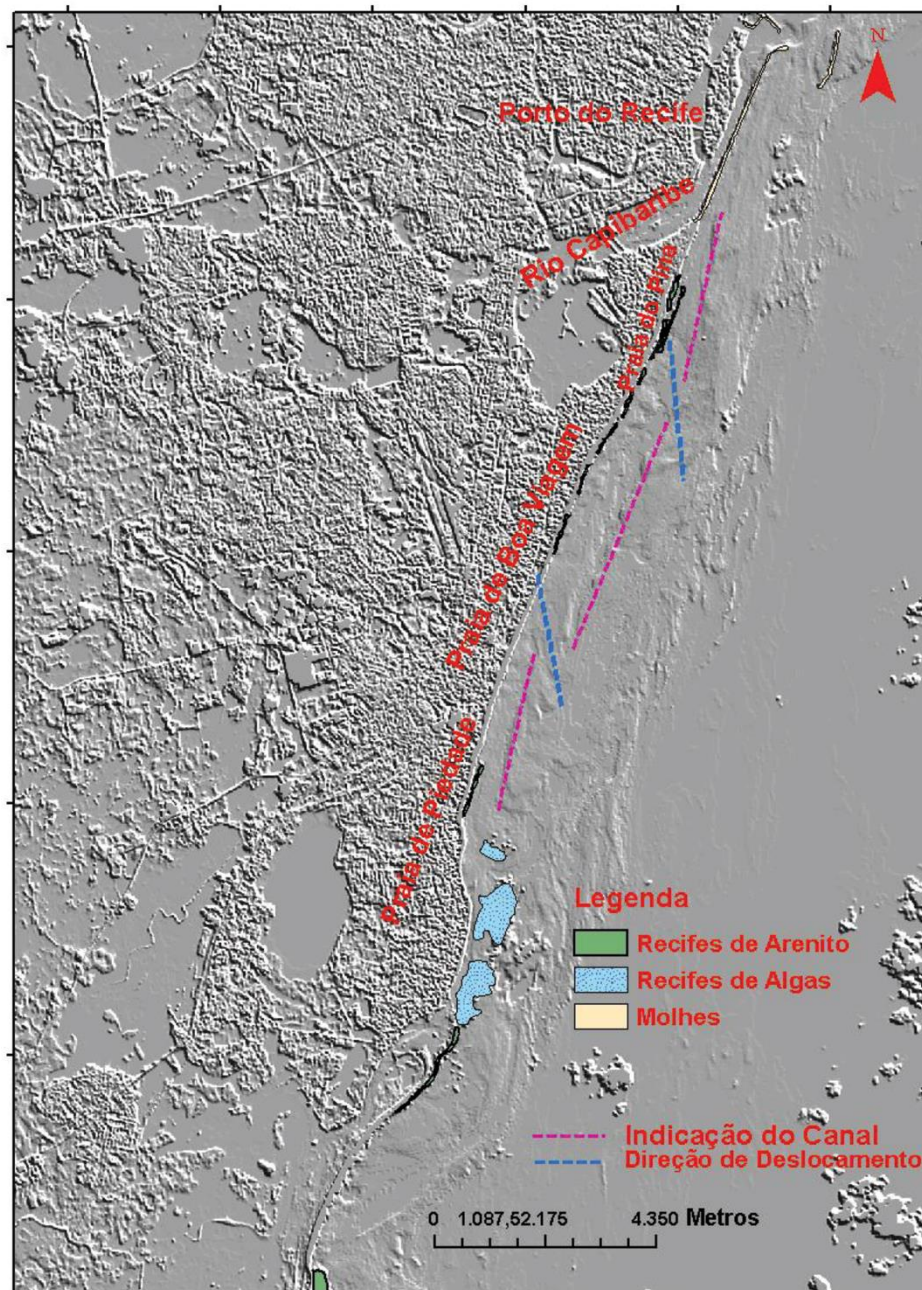 N
Porto do Recife
Rio Capibaribe
Praia do Pina
Praia de Boa Viagem
Praia de Piedade
Legenda
Recifes de Arenito
Recifes de Algas
Molhes
Indicação do Canal
Direção de Deslocamento
0 1.087,52.175 4.350 Metros